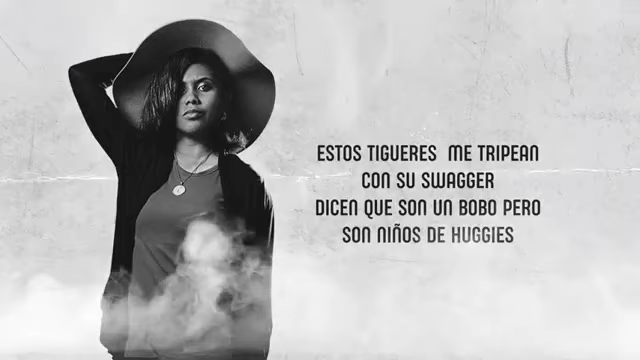 ESTOS TIGUERES ME TRIPEAN
CON SU SWAGGER
DICEN QUE SON UN BOBO PERO
SON NIÑOS DE HUGGIES